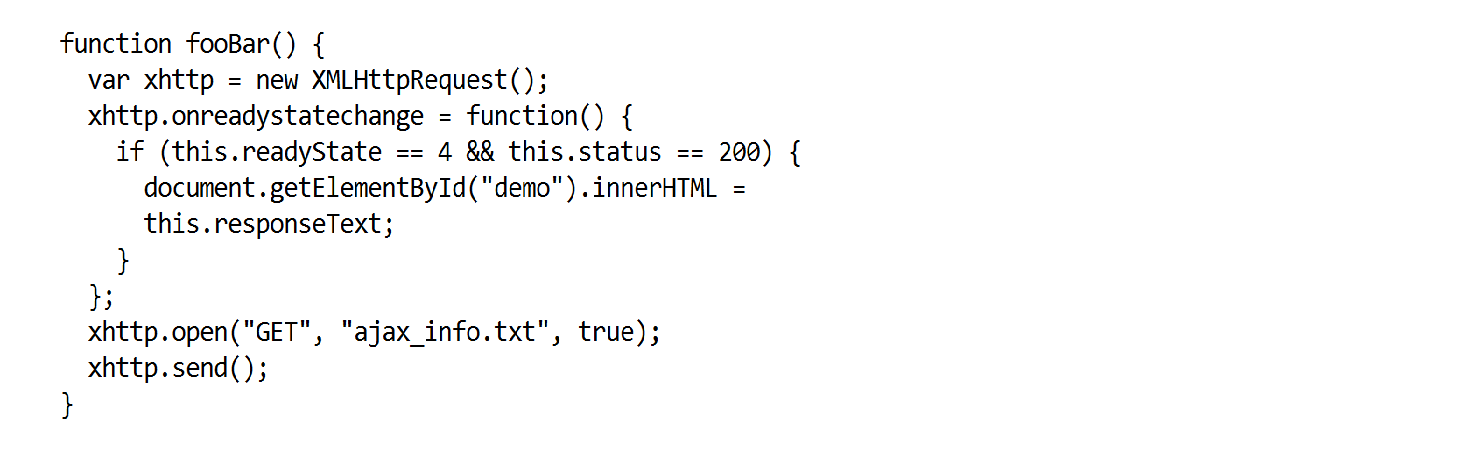 function fooBar() {
  var xhttp = new XMLHttpRequest();
  xhttp.onreadystatechange = function() {
    if (this.readyState == 4 && this.status == 200) {
      document.getElementById("demo").innerHTML =
      this.responseText;
    }
  };
  xhttp.open("GET", "ajax_info.txt", true);
  xhttp.send();
}